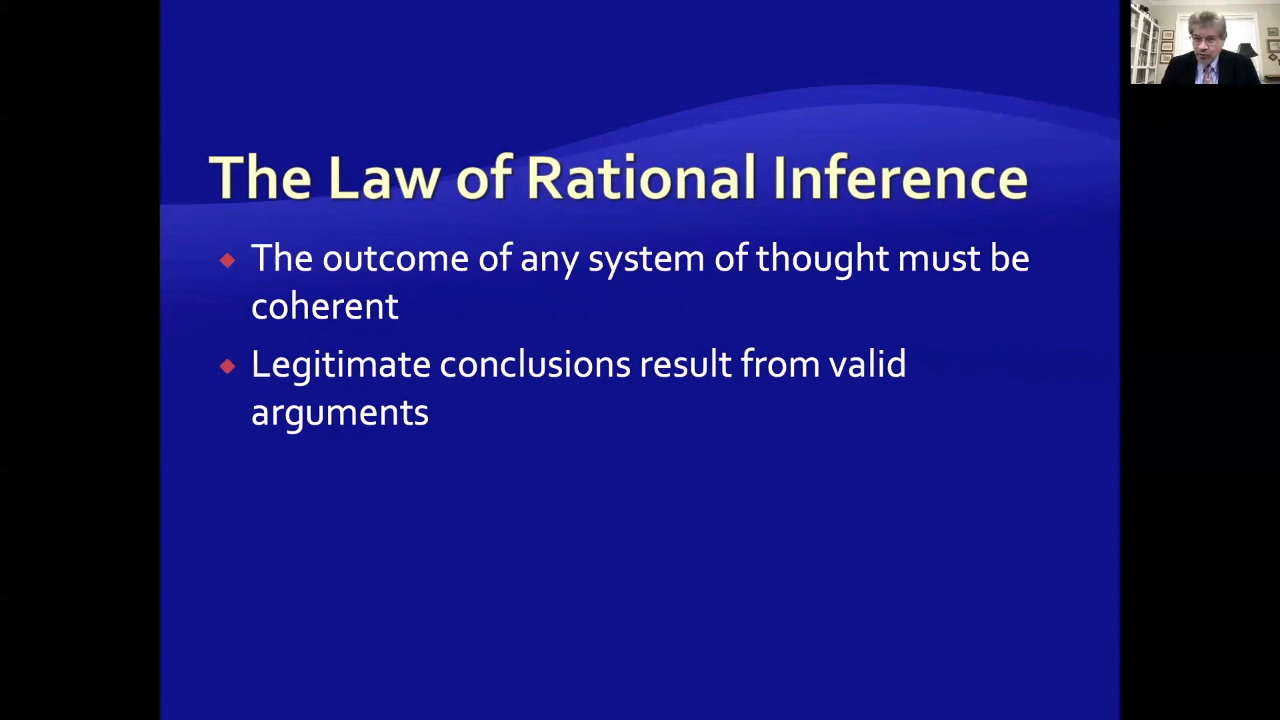 The Law of Rational Inference
The outcome of any system of thought must be
coherent
Legitimate conclusions result from valid
arguments